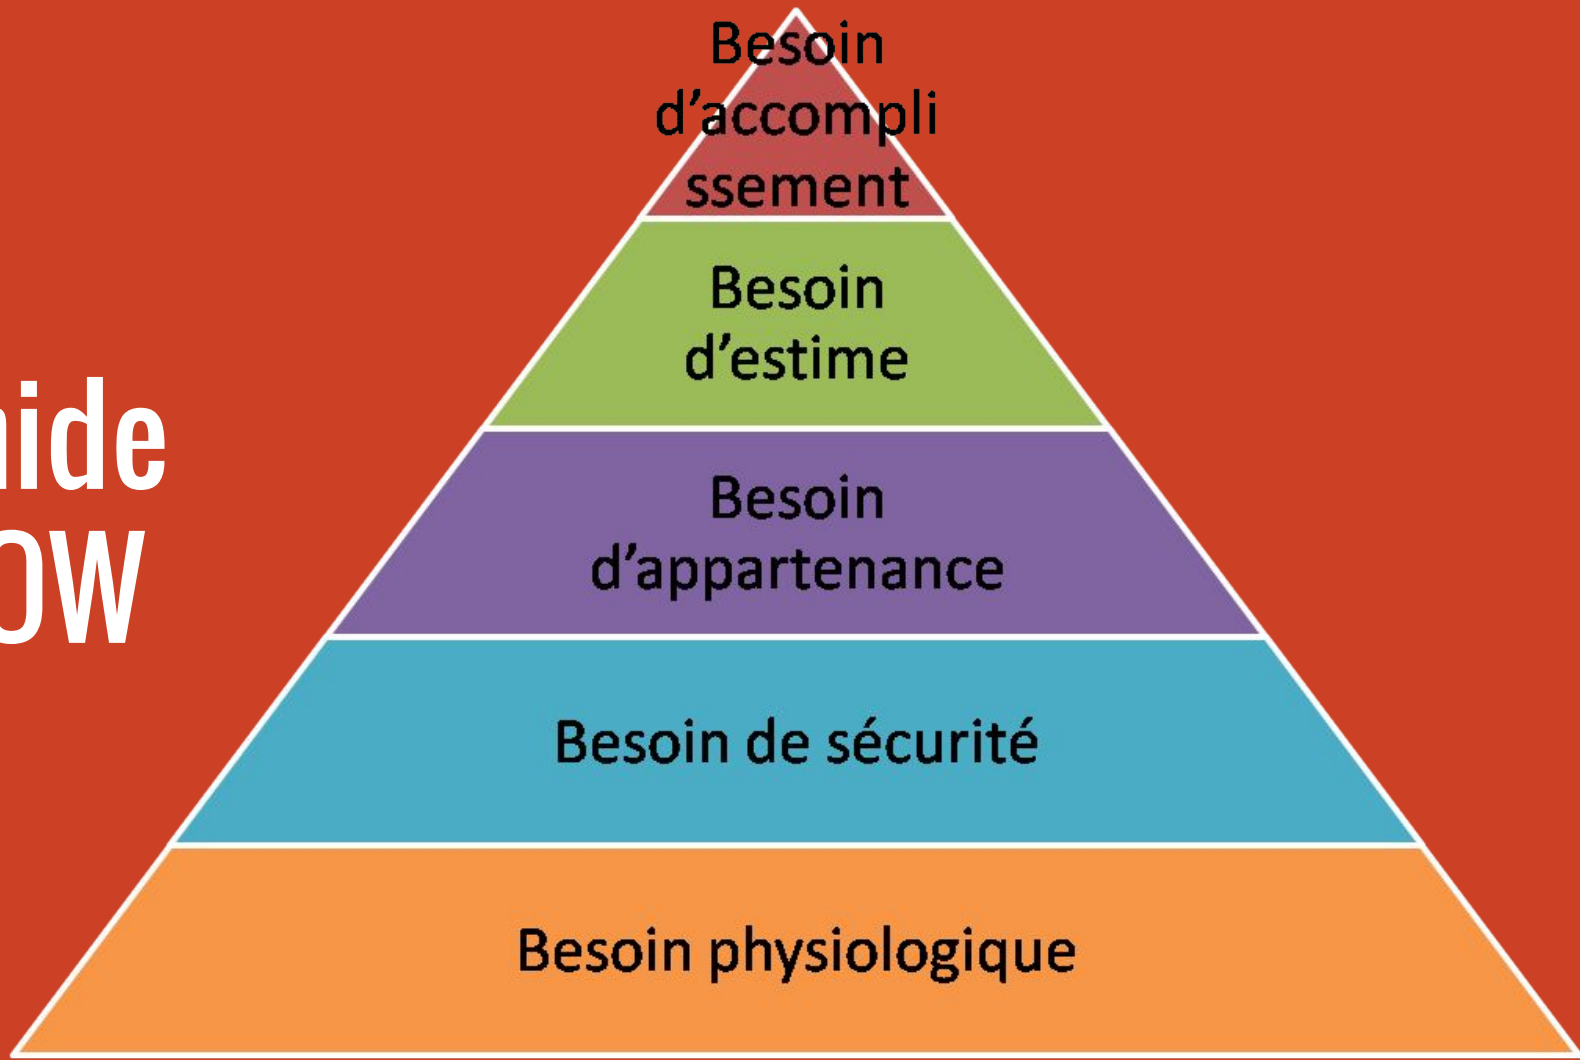 Besoin
d’accompli
ssement
Besoin
d’estime
Besoin
d’appartenance
Besoin de sécurité
Besoin physiologique